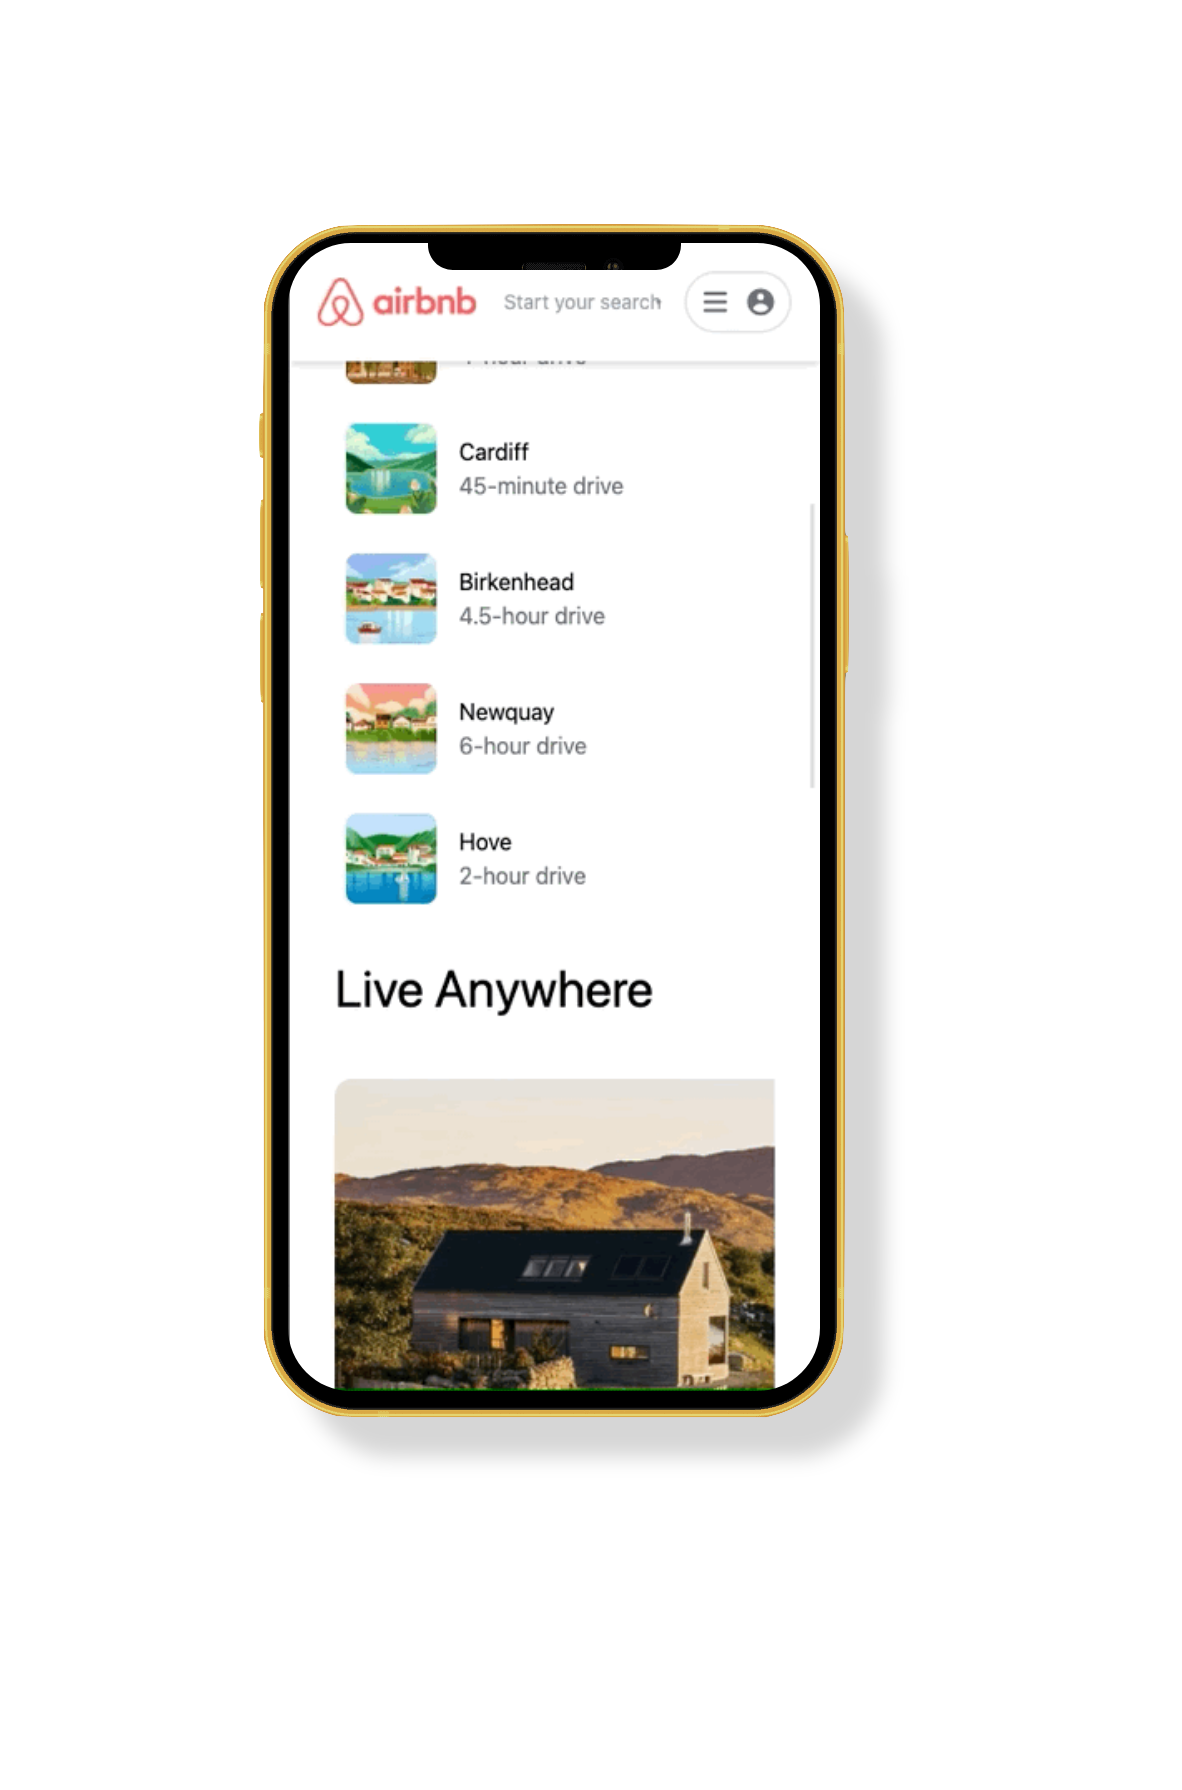 airbnb Start your search
Cardiff
45-minute drive
Birkenhead
4.5-hour drive
Newquay
6-hour drive
Hove
2-hour drive
Live Anywhere